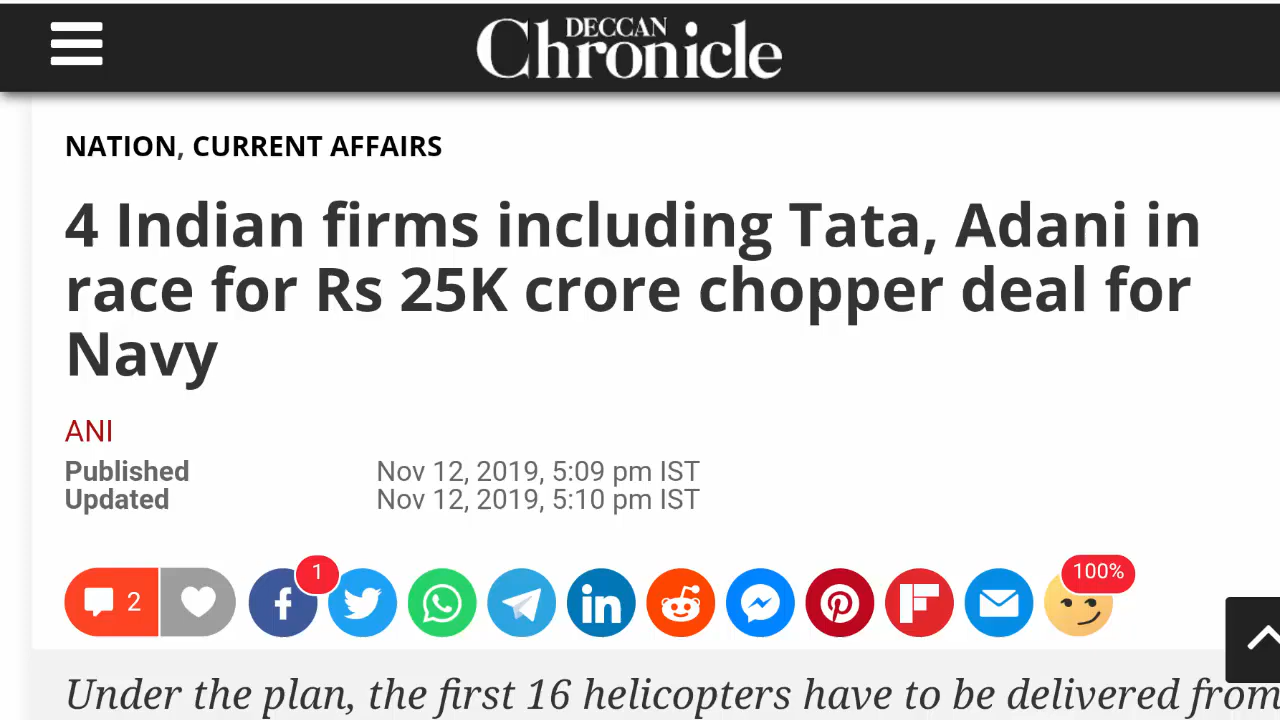 DECCAN
Chronicle
NATION, CURRENT AFFAIRS
4 Indian firms including Tata, Adani in
race for Rs 25K crore chopper deal for
Navy
ANI
Published Nov 12, 2019, 5:09 pm IST
Updated Nov 12, 2019, 5:10 pm IST
2 1 100%
Under the plan, the first 16 helicopters have to be delivered from